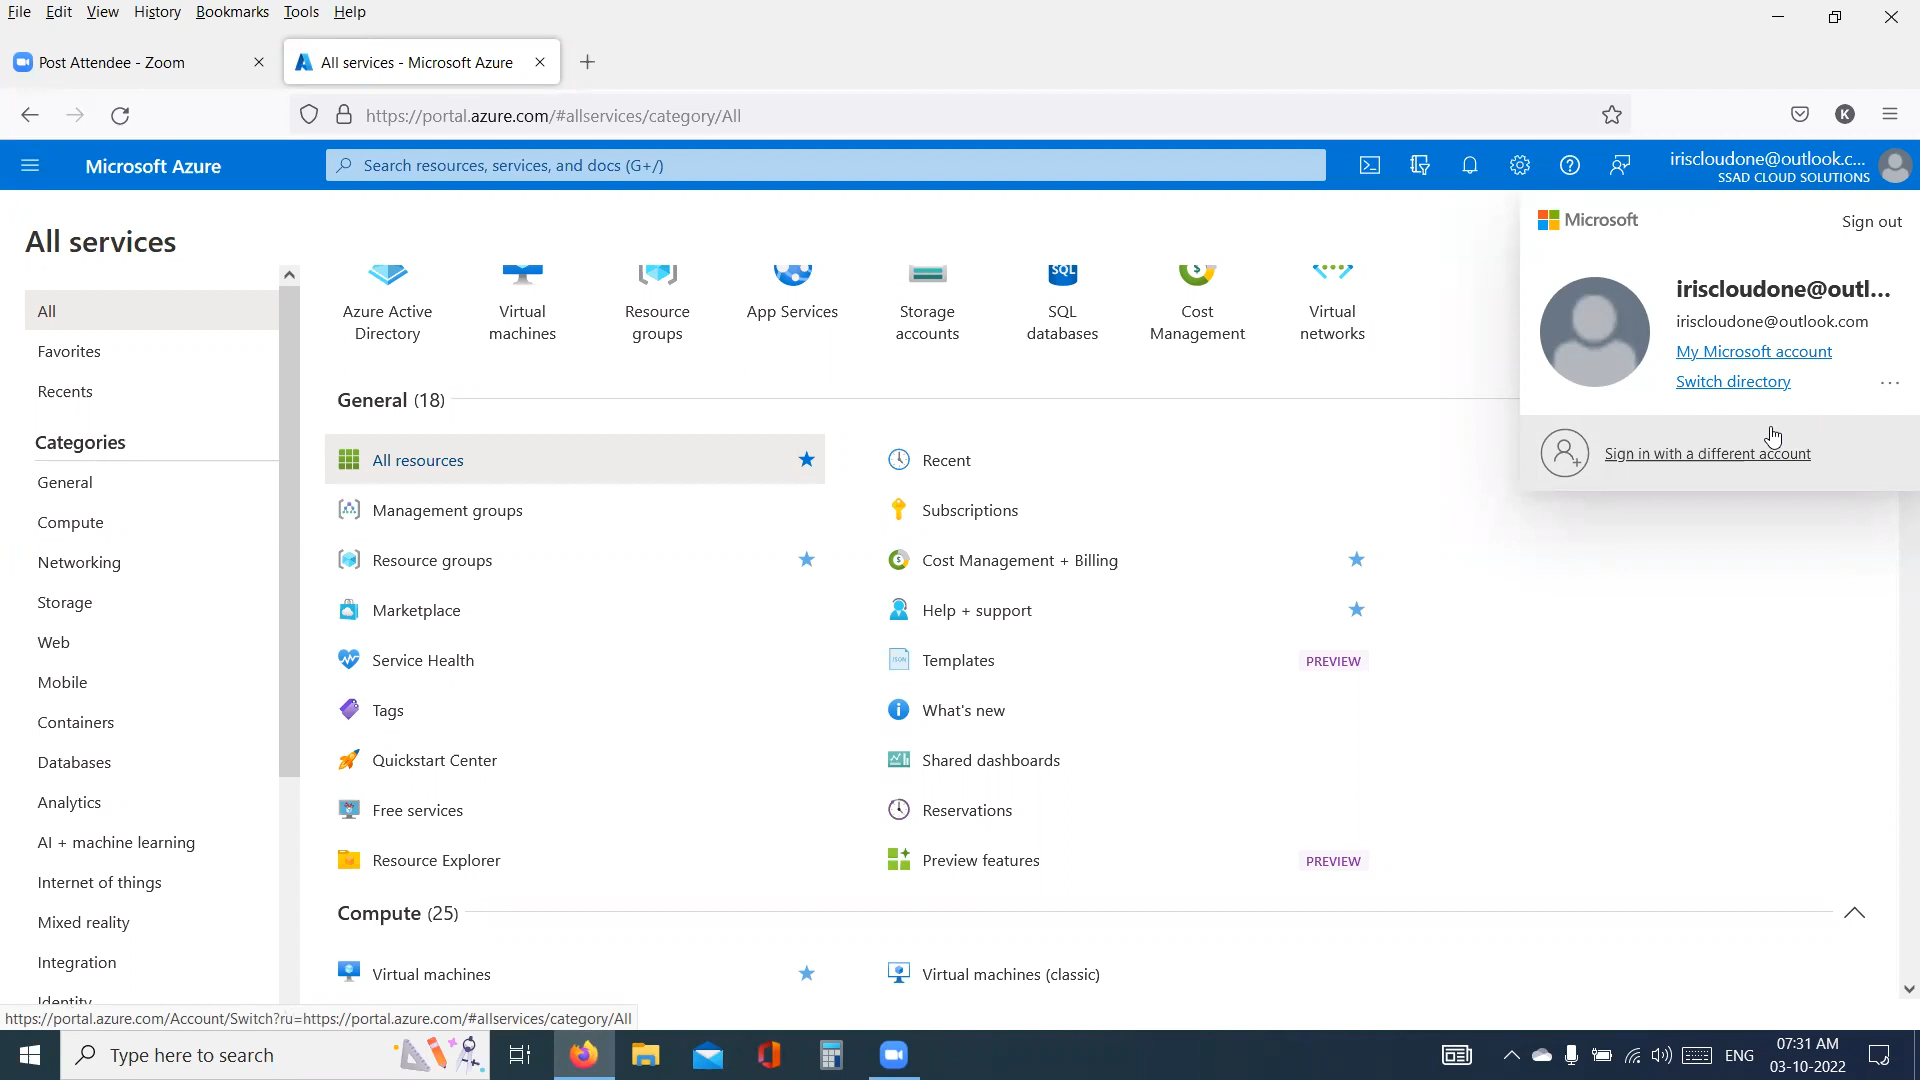 File Edit View History Bookmarks Tools Help
Post Attendee - Zoom
All services - Microsoft Azure
https://portal.azure.com/#allservices/category/All
K
Microsoft Azure
Search resources, services, and docs (G+/)
iriscloudone@outlook.c...
SSAD CLOUD SOLUTIONS
Microsoft
Sign out
iriscloudone@outl...
iriscloudone@outlook.com
My Microsoft account
Switch directory
...
Sign in with a different account
All services
All
Favorites
Recents
Categories
General
Compute
Networking
Storage
Web
Mobile
Containers
Databases
Analytics
AI + machine learning
Internet of things
Mixed reality
Integration
Identity
Azure Active
Directory
Virtual
machines
Resource
groups
App Services
Storage
accounts
SQL
SQL
databases
Cost
Management
Virtual
networks
General (18)
All resources
Recent
Management groups
Subscriptions
Resource groups
Cost Management + Billing
Marketplace
Help + support
Service Health
Templates
PREVIEW
Tags
What's new
Quickstart Center
Shared dashboards
Free services
Reservations
Resource Explorer
Preview features
PREVIEW
Compute (25)
Virtual machines
Virtual machines (classic)
https://portal.azure.com/Account/Switch?ru=https://portal.azure.com/#allservices/category/All
Type here to search
ENG
07:31 AM
03-10-2022